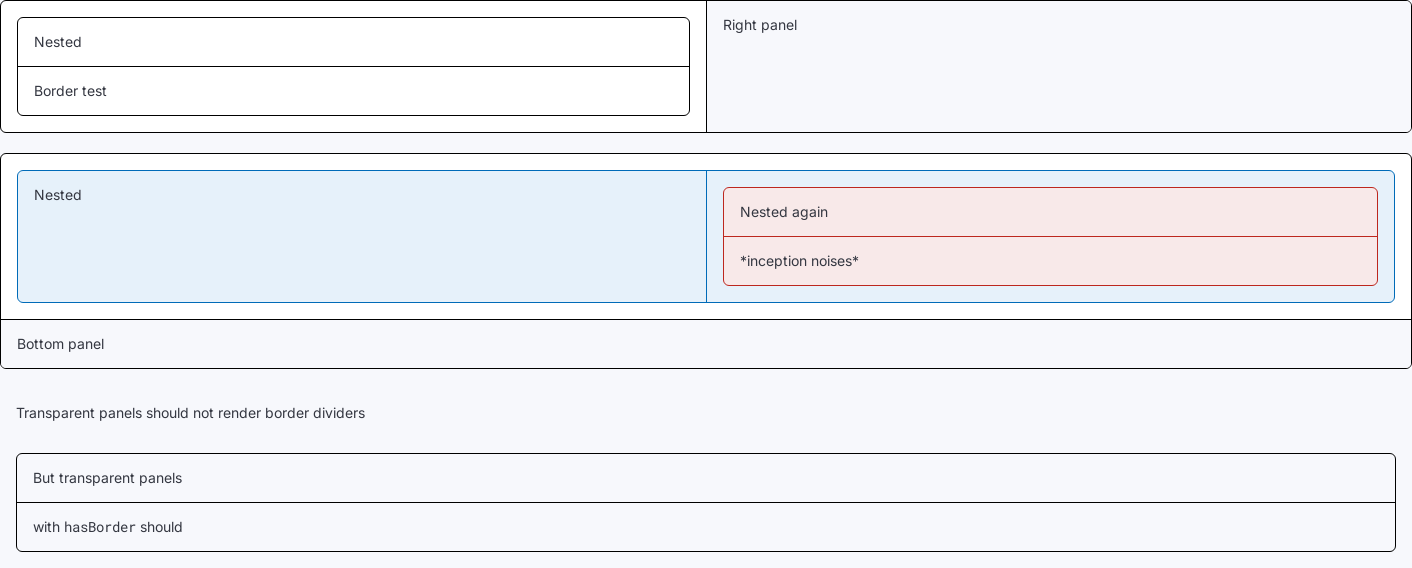 Nested
Right panel
Border test
Nested
Nested again
*inception noises*
Bottom panel
Transparent panels should not render border dividers
But transparent panels
with hasBorder should